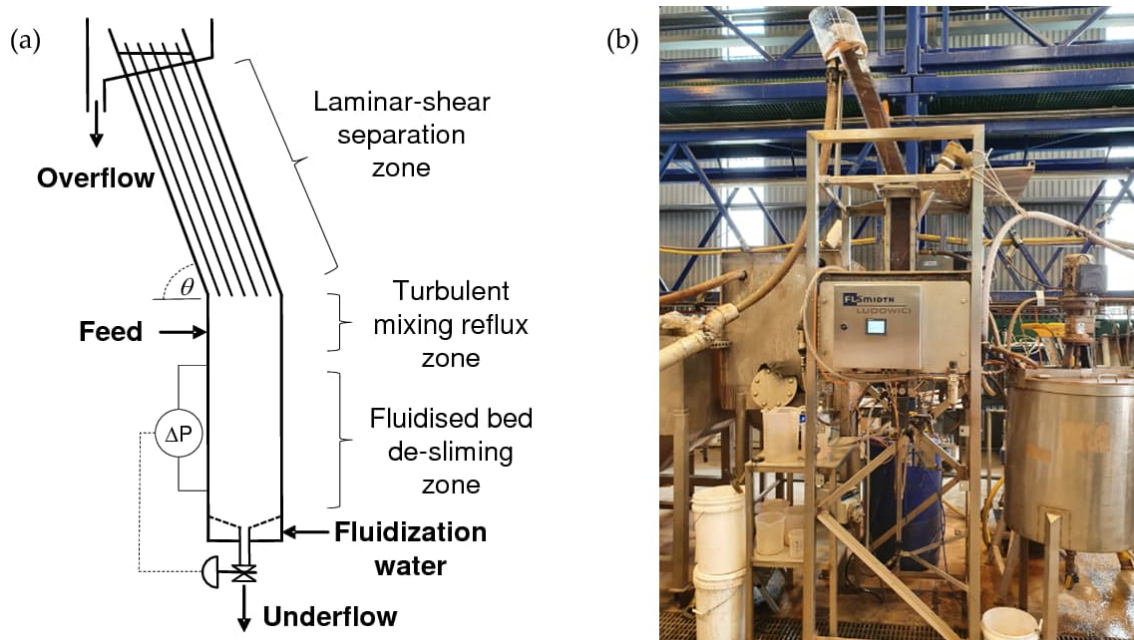 (a)
Laminar-shear
separation
zone
Overflow
θ
Feed
Turbulent
mixing reflux
zone
ΔP
Fluidised bed
de-sliming
zone
Fluidization
water
Underflow
(b)
FLSMIDTH
LUDOWICI